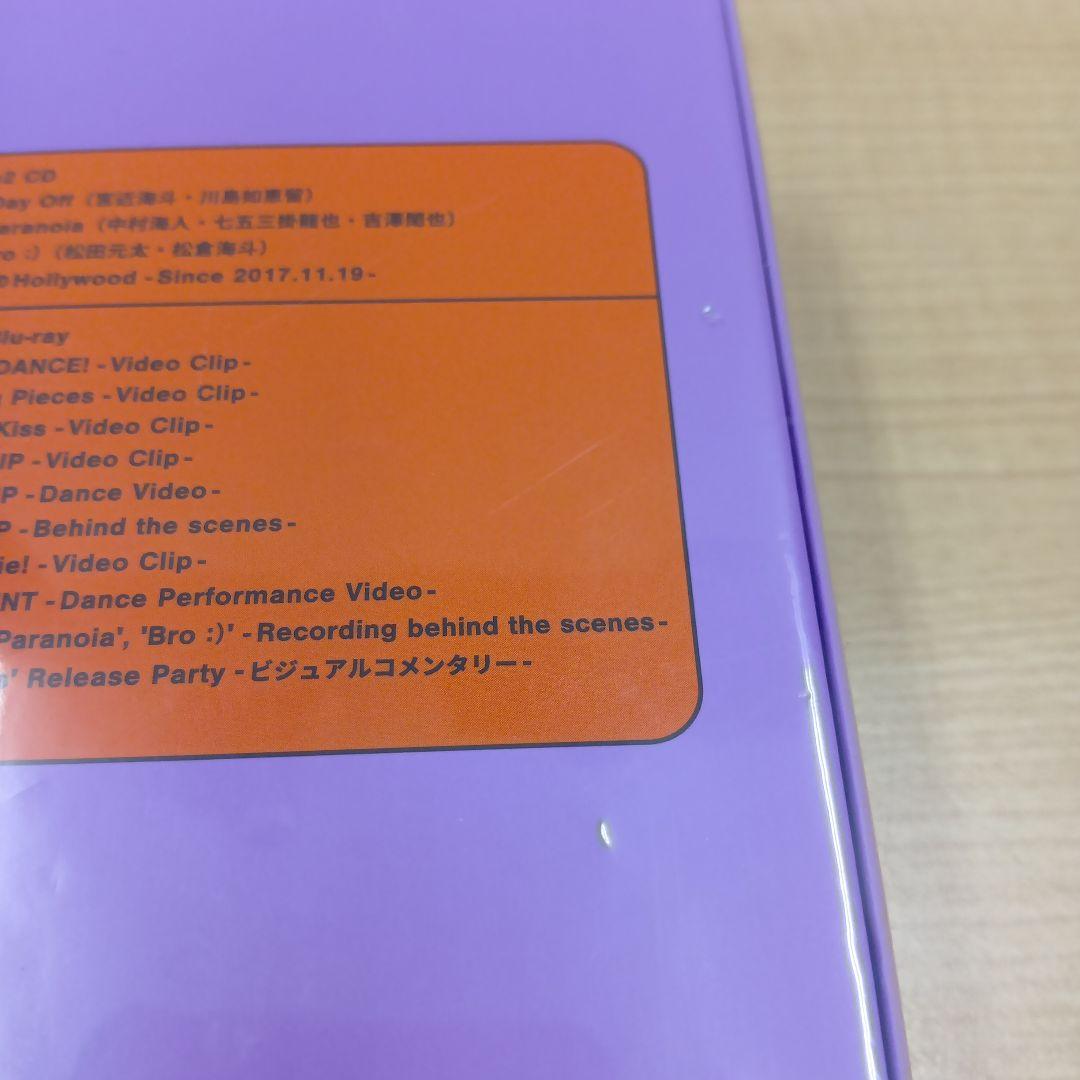 2 CD
Day Off（宮近海斗・川島如恵留）
aranoia（中村海人・七五三掛龍也・吉澤閑也）
ro :)（松田元太・松倉海斗）
@Hollywood -Since 2017.11.19-
Blu-ray
DANCE! -Video Clip-
g Pieces -Video Clip-
Kiss -Video Clip-
IP -Video Clip-
P -Dance Video-
P -Behind the scenes-
ie! -Video Clip-
ENT -Dance Performance Video-
Paranoia', 'Bro :)' -Recording behind the scenes-
' Release Party -ビジュアルコメンタリー-